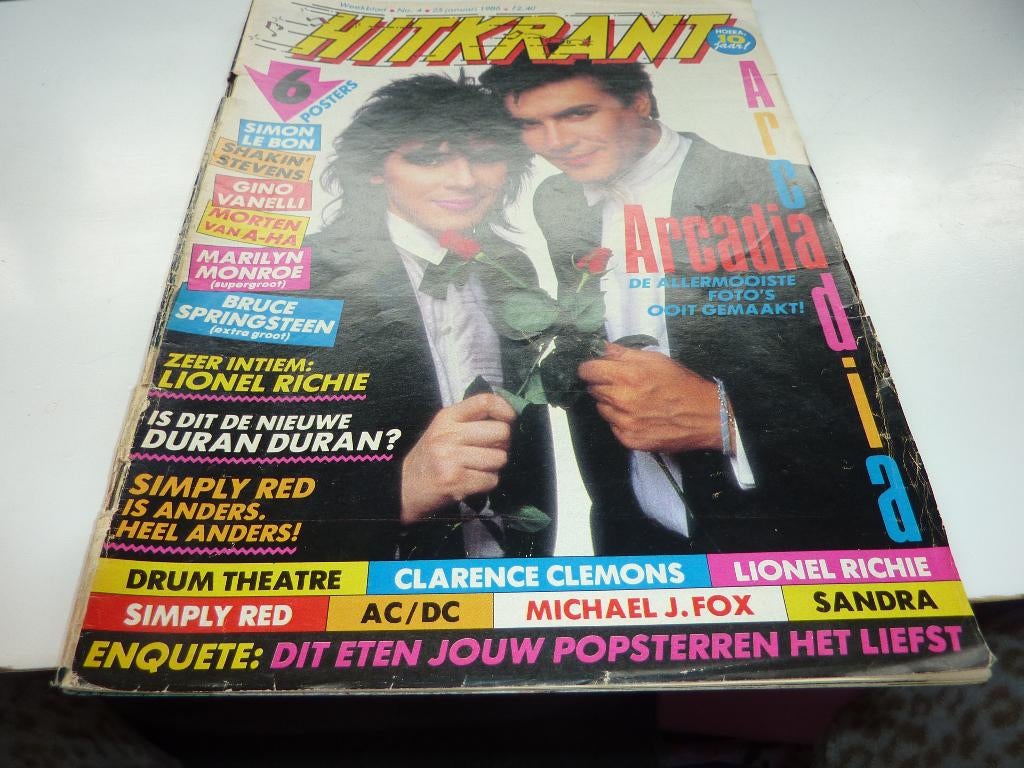 Weekblad • No. 4 • 25 januari 1986 • f2,40
HITKRANT
HOERA,
10
jaar!
6
POSTERS
SIMON
LE BON
SHAKIN'
STEVENS
GINO
VANELLI
MORTEN
VAN A-HA
MARILYN
MONROE
(supergroot)
BRUCE
SPRINGSTEEN
(extra groot)
Arcadia
Arcadia
DE ALLERMOOISTE
FOTO'S
OOIT GEMAAKT!
ZEER INTIEM:
LIONEL RICHIE
IS DIT DE NIEUWE
DURAN DURAN?
SIMPLY RED
IS ANDERS.
HEEL ANDERS!
DRUM THEATRE CLARENCE CLEMONS LIONEL RICHIE
SIMPLY RED AC/DC MICHAEL J. FOX SANDRA
ENQUETE: DIT ETEN JOUW POPSTERREN HET LIEFST